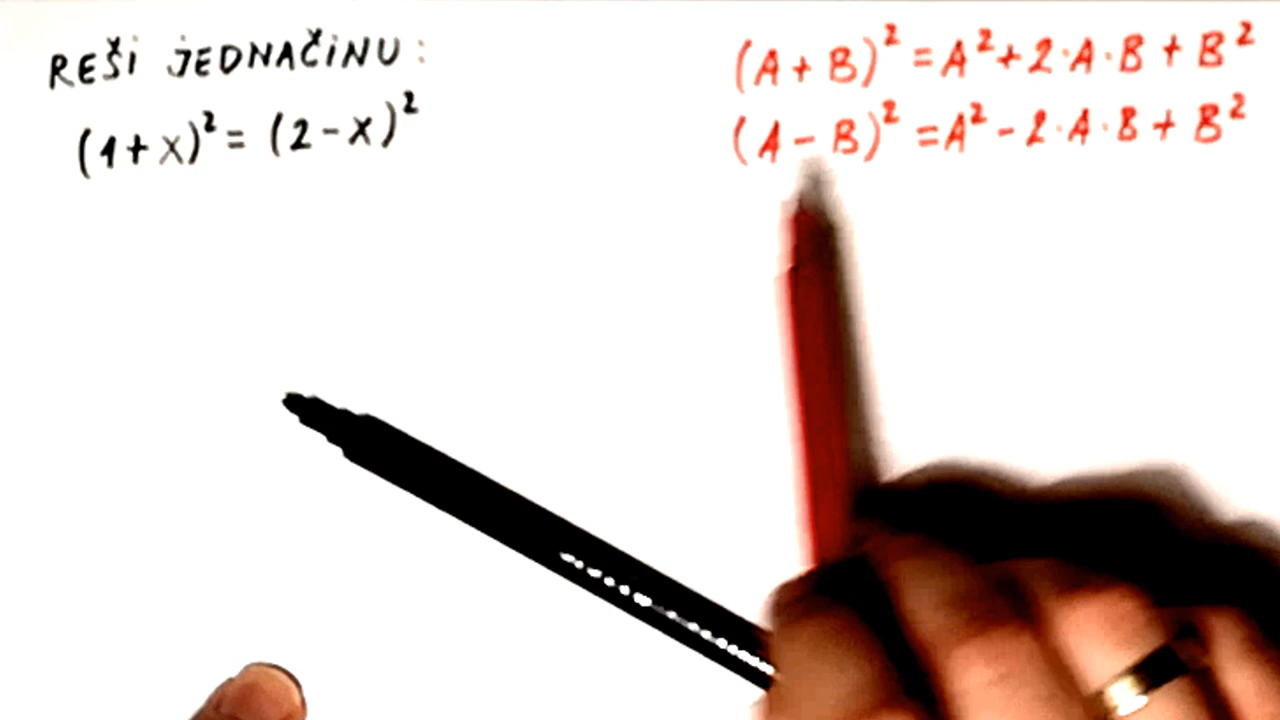 REŠI JEDNAČINU:
(1+x)² = (2-x)²
(A+B)² = A²+2·A·B+B²
(A-B)² = A²-2·A·B+B²